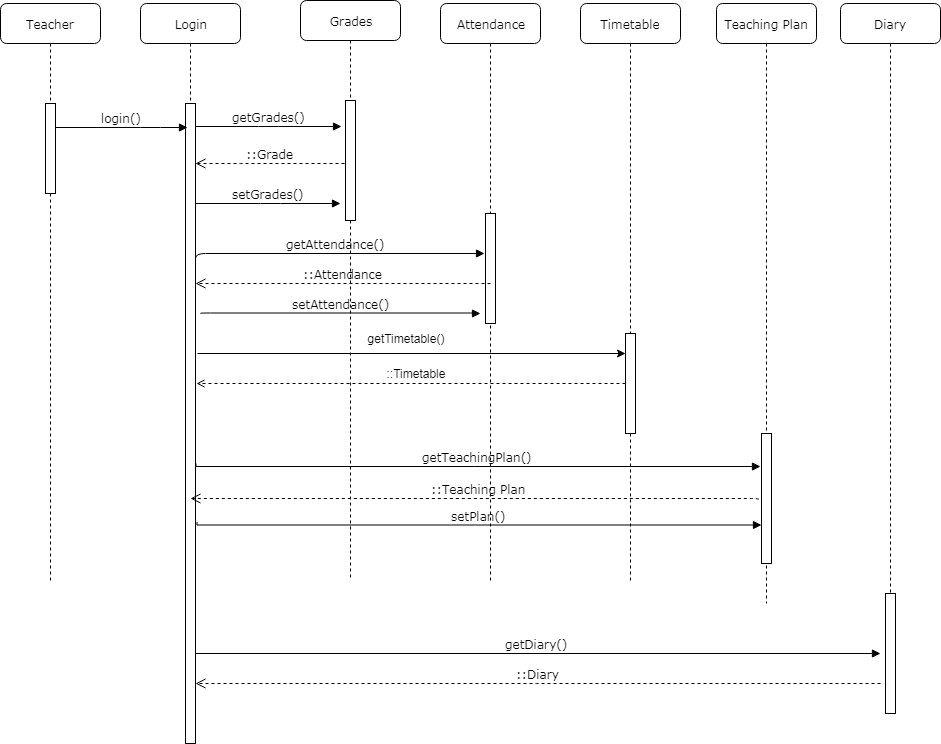 Teacher
Login
Grades
Attendance
Timetable
Teaching Plan
Diary
login()
getGrades()
::Grade
setGrades()
getAttendance()
::Attendance
setAttendance()
getTimetable()
::Timetable
getTeachingPlan()
::Teaching Plan
setPlan()
getDiary()
::Diary